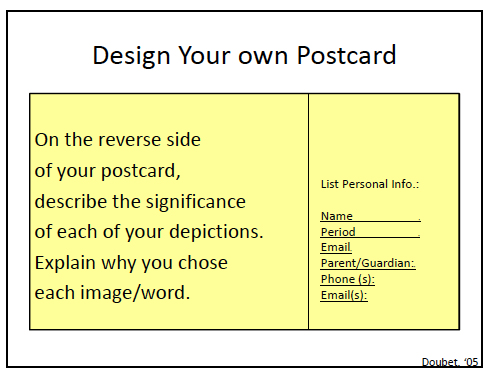 Design Your own Postcard
On the reverse side
of your postcard,
describe the significance
of each of your depictions.
Explain why you chose
each image/word.
List Personal Info.:
Name                    .
Period                   .
Email
Parent/Guardian:.
Phone (s):
Email(s):
Doubet, '05